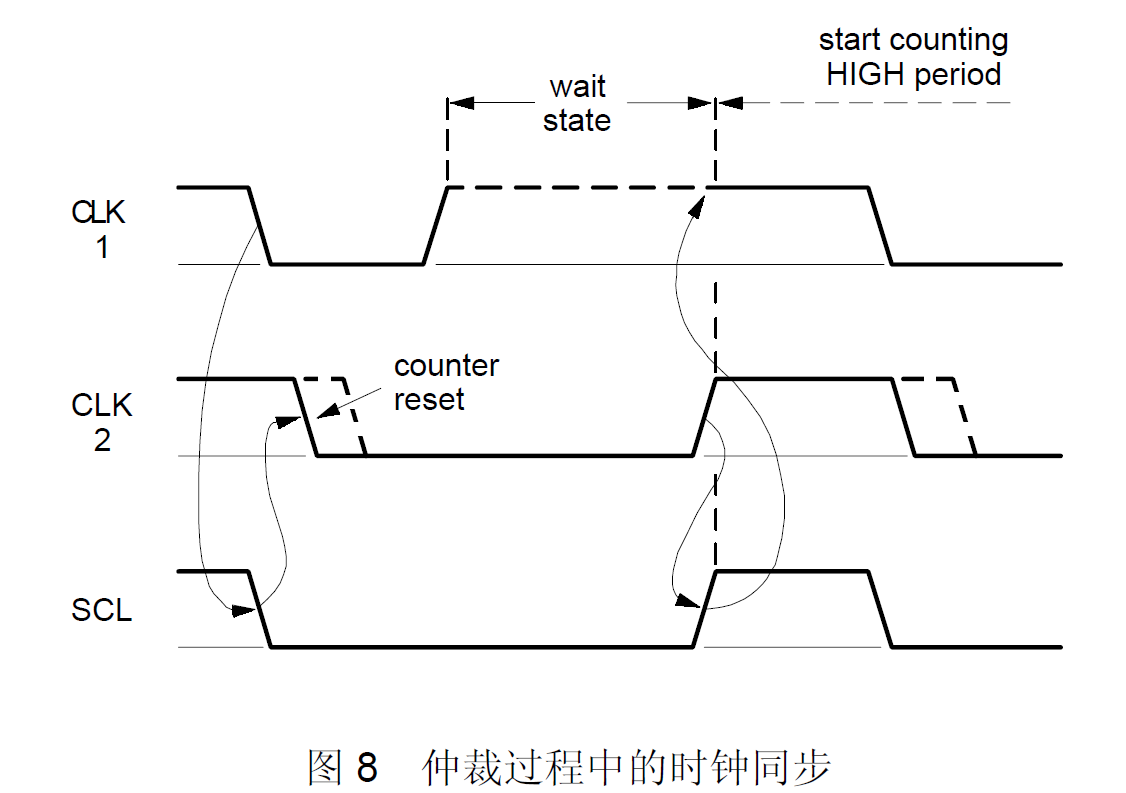 start counting
HIGH period
wait
state
CLK
1
counter
reset
CLK
2
SCL
图 8 仲裁过程中的时钟同步